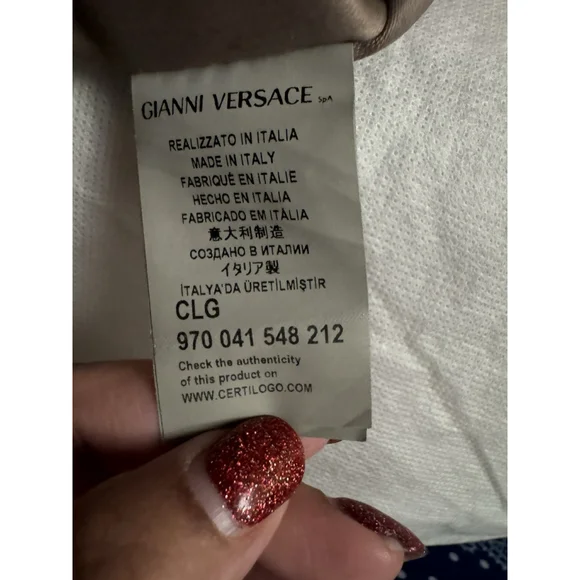 GIANNI VERSACE SpA
REALIZZATO IN ITALIA
MADE IN ITALY
FABRIQUÉ EN ITALIE
HECHO EN ITALIA
FABRICADO EM ITÀLIA
意大利制造
СОЗДАНО В ИТАЛИИ
イタリア製
İTALYA'DA ÜRETİLMİŞTİR
CLG
970 041 548 212
Check the authenticity
of this product on
WWW.CERTILOGO.COM